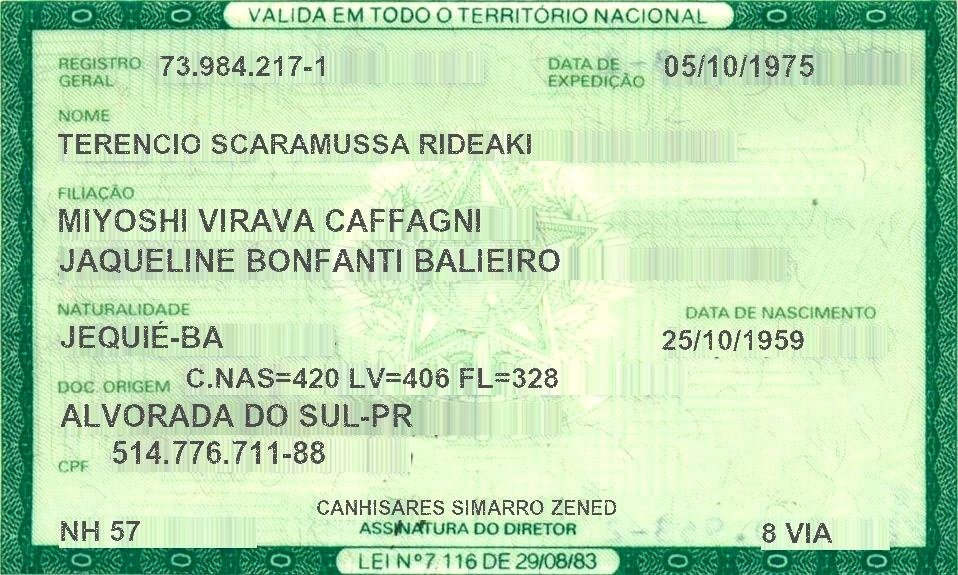 VALIDA EM TODO O TERRITÓRIO NACIONAL
REGISTRO GERAL 73.984.217-1 DATA DE EXPEDIÇÃO 05/10/1975
NOME
TERENCIO SCARAMUSSA RIDEAKI
FILIAÇÃO
MIYOSHI VIRAVA CAFFAGNI
JAQUELINE BONFANTI BALIEIRO
NATURALIDADE DATA DE NASCIMENTO
JEQUIÉ-BA 25/10/1959
DOC. ORIGEM C.NAS=420 LV=406 FL=328
ALVORADA DO SUL-PR
CPF 514.776.711-88
CANHISARES SIMARRO ZENED
NH 57 ASSINATURA DO DIRETOR 8 VIA
LEI Nº 7.116 DE 29/08/83